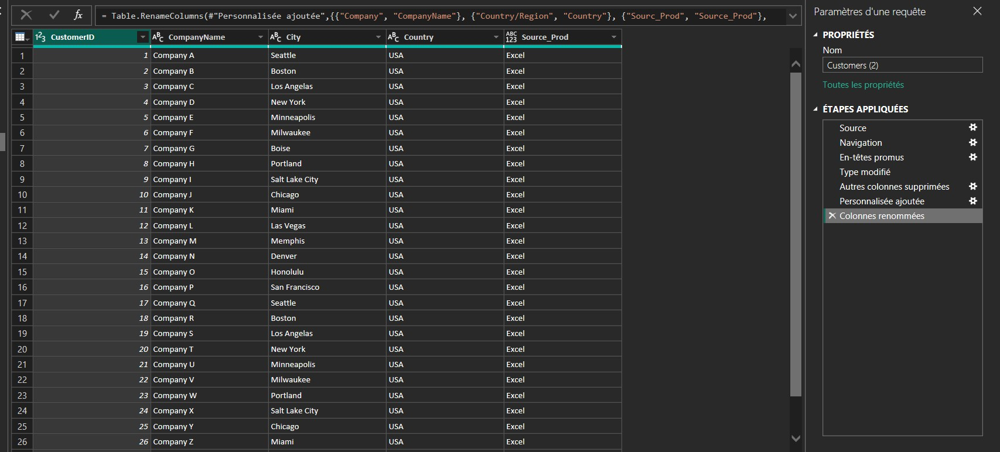 fx = Table.RenameColumns(#"Personnalisée ajoutée",{{"Company", "CompanyName"}, {"Country/Region", "Country"}, {"Sourc_Prod", "Source_Prod"},
123 CustomerID ABC CompanyName ABC City ABC Country ABC 123 Source_Prod
1 1 Company A Seattle USA Excel
2 2 Company B Boston USA Excel
3 3 Company C Los Angelas USA Excel
4 4 Company D New York USA Excel
5 5 Company E Minneapolis USA Excel
6 6 Company F Milwaukee USA Excel
7 7 Company G Boise USA Excel
8 8 Company H Portland USA Excel
9 9 Company I Salt Lake City USA Excel
10 10 Company J Chicago USA Excel
11 11 Company K Miami USA Excel
12 12 Company L Las Vegas USA Excel
13 13 Company M Memphis USA Excel
14 14 Company N Denver USA Excel
15 15 Company O Honolulu USA Excel
16 16 Company P San Francisco USA Excel
17 17 Company Q Seattle USA Excel
18 18 Company R Boston USA Excel
19 19 Company S Los Angelas USA Excel
20 20 Company T New York USA Excel
21 21 Company U Minneapolis USA Excel
22 22 Company V Milwaukee USA Excel
23 23 Company W Portland USA Excel
24 24 Company X Salt Lake City USA Excel
25 25 Company Y Chicago USA Excel
26 26 Company Z Miami USA Excel
Paramètres d'une requête
PROPRIÉTÉS
Nom
Customers (2)
Toutes les propriétés
ÉTAPES APPLIQUÉES
Source
Navigation
En-têtes promus
Type modifié
Autres colonnes supprimées
Personnalisée ajoutée
Colonnes renommées